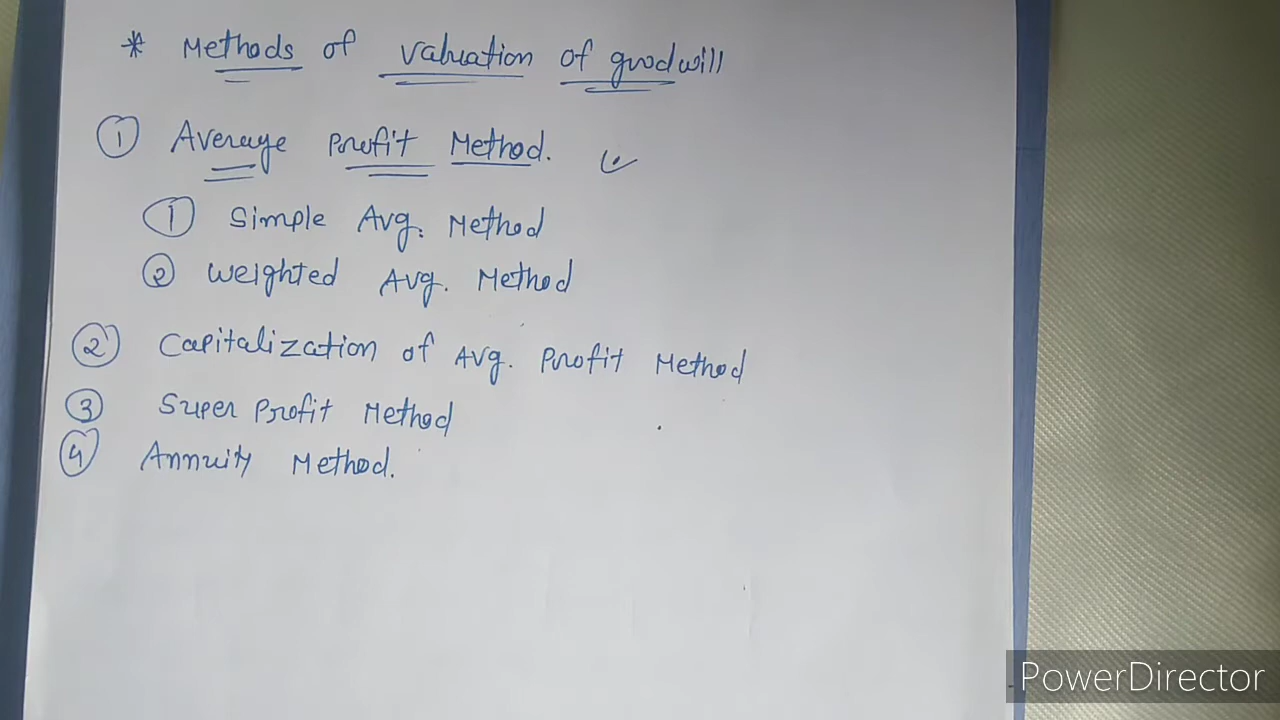 * Methods of valuation of goodwill
① Average Profit Method.
① Simple Avg. Method
② Weighted Avg. Method
② Capitalization of Avg. Profit Method
③ Super Profit Method
④ Annuity Method.
PowerDirector